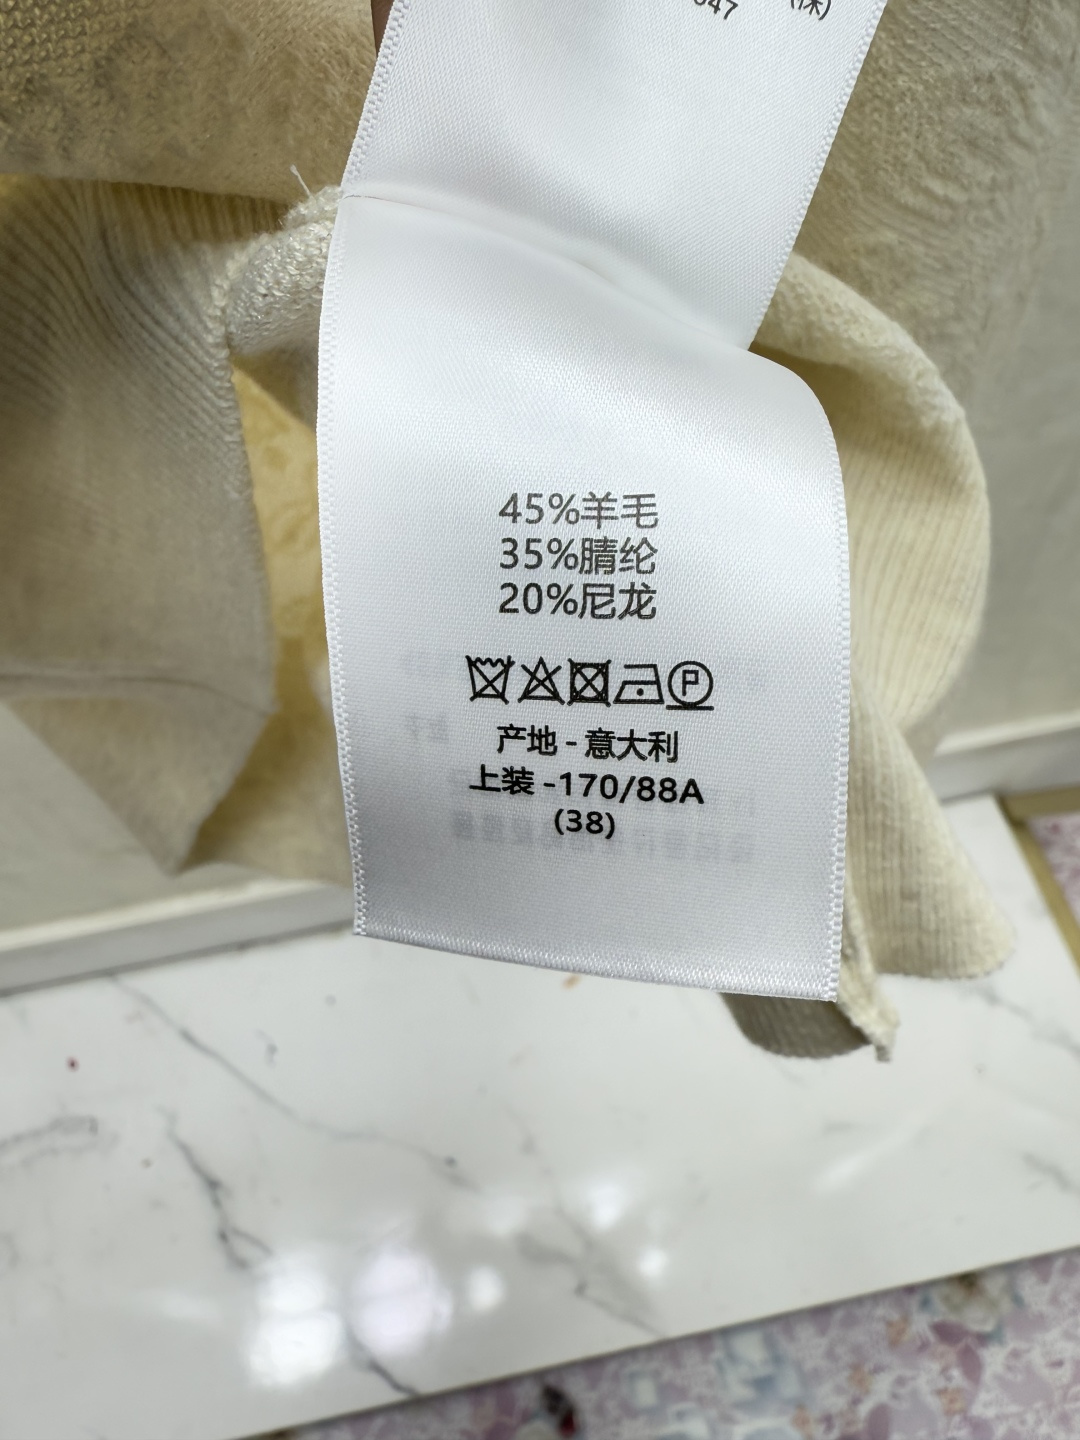 45%羊毛
35%腈纶
20%尼龙
P
产地 - 意大利
上装 -170/88A
(38)